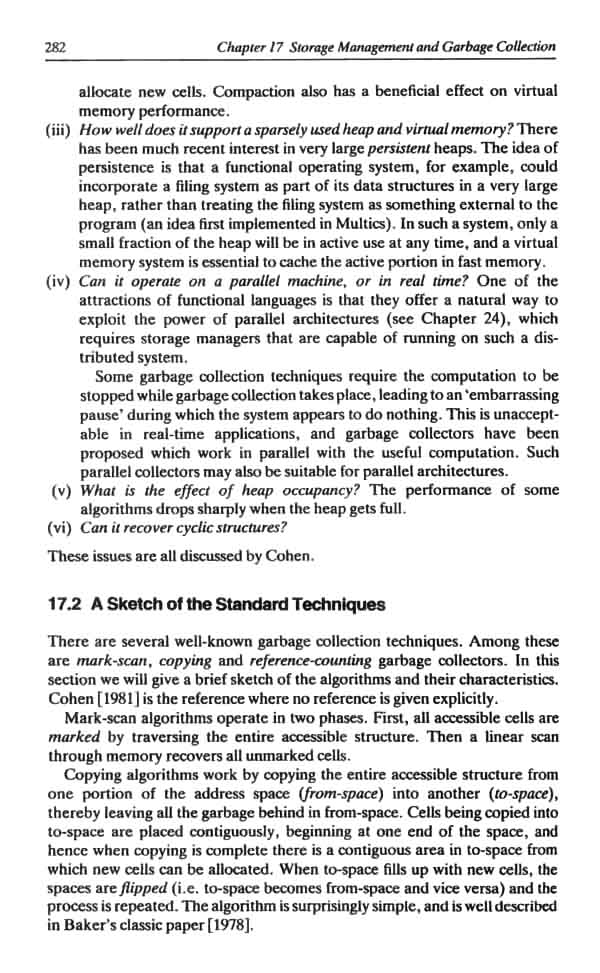 282 Chapter 17 Storage Management and Garbage Collection
allocate new cells. Compaction also has a beneficial effect on virtual
memory performance.
(iii) How well does it support a sparsely used heap and virtual memory? There
has been much recent interest in very large persistent heaps. The idea of
persistence is that a functional operating system, for example, could
incorporate a filing system as part of its data structures in a very large
heap, rather than treating the filing system as something external to the
program (an idea first implemented in Multics). In such a system, only a
small fraction of the heap will be in active use at any time, and a virtual
memory system is essential to cache the active portion in fast memory.
(iv) Can it operate on a parallel machine, or in real time? One of the
attractions of functional languages is that they offer a natural way to
exploit the power of parallel architectures (see Chapter 24), which
requires storage managers that are capable of running on such a dis-
tributed system.
Some garbage collection techniques require the computation to be
stopped while garbage collection takes place, leading to an ‘embarrassing
pause’ during which the system appears to do nothing. This is unaccept-
able in real-time applications, and garbage collectors have been
proposed which work in parallel with the useful computation. Such
parallel collectors may also be suitable for parallel architectures.
(v) What is the effect of heap occupancy? The performance of some
algorithms drops sharply when the heap gets full.
(vi) Can it recover cyclic structures?
These issues are all discussed by Cohen.
17.2 A Sketch of the Standard Techniques
There are several well-known garbage collection techniques. Among these
are mark-scan, copying and reference-counting garbage collectors. In this
section we will give a brief sketch of the algorithms and their characteristics.
Cohen [1981] is the reference where no reference is given explicitly.
Mark-scan algorithms operate in two phases. First, all accessible cells are
marked by traversing the entire accessible structure. Then a linear scan
through memory recovers all unmarked cells.
Copying algorithms work by copying the entire accessible structure from
one portion of the address space (from-space) into another (to-space),
thereby leaving all the garbage behind in from-space. Cells being copied into
to-space are placed contiguously, beginning at one end of the space, and
hence when copying is complete there is a contiguous area in to-space from
which new cells can be allocated. When to-space fills up with new cells, the
spaces are flipped (i.e. to-space becomes from-space and vice versa) and the
process is repeated. The algorithm is surprisingly simple, and is well described
in Baker's classic paper [1978].